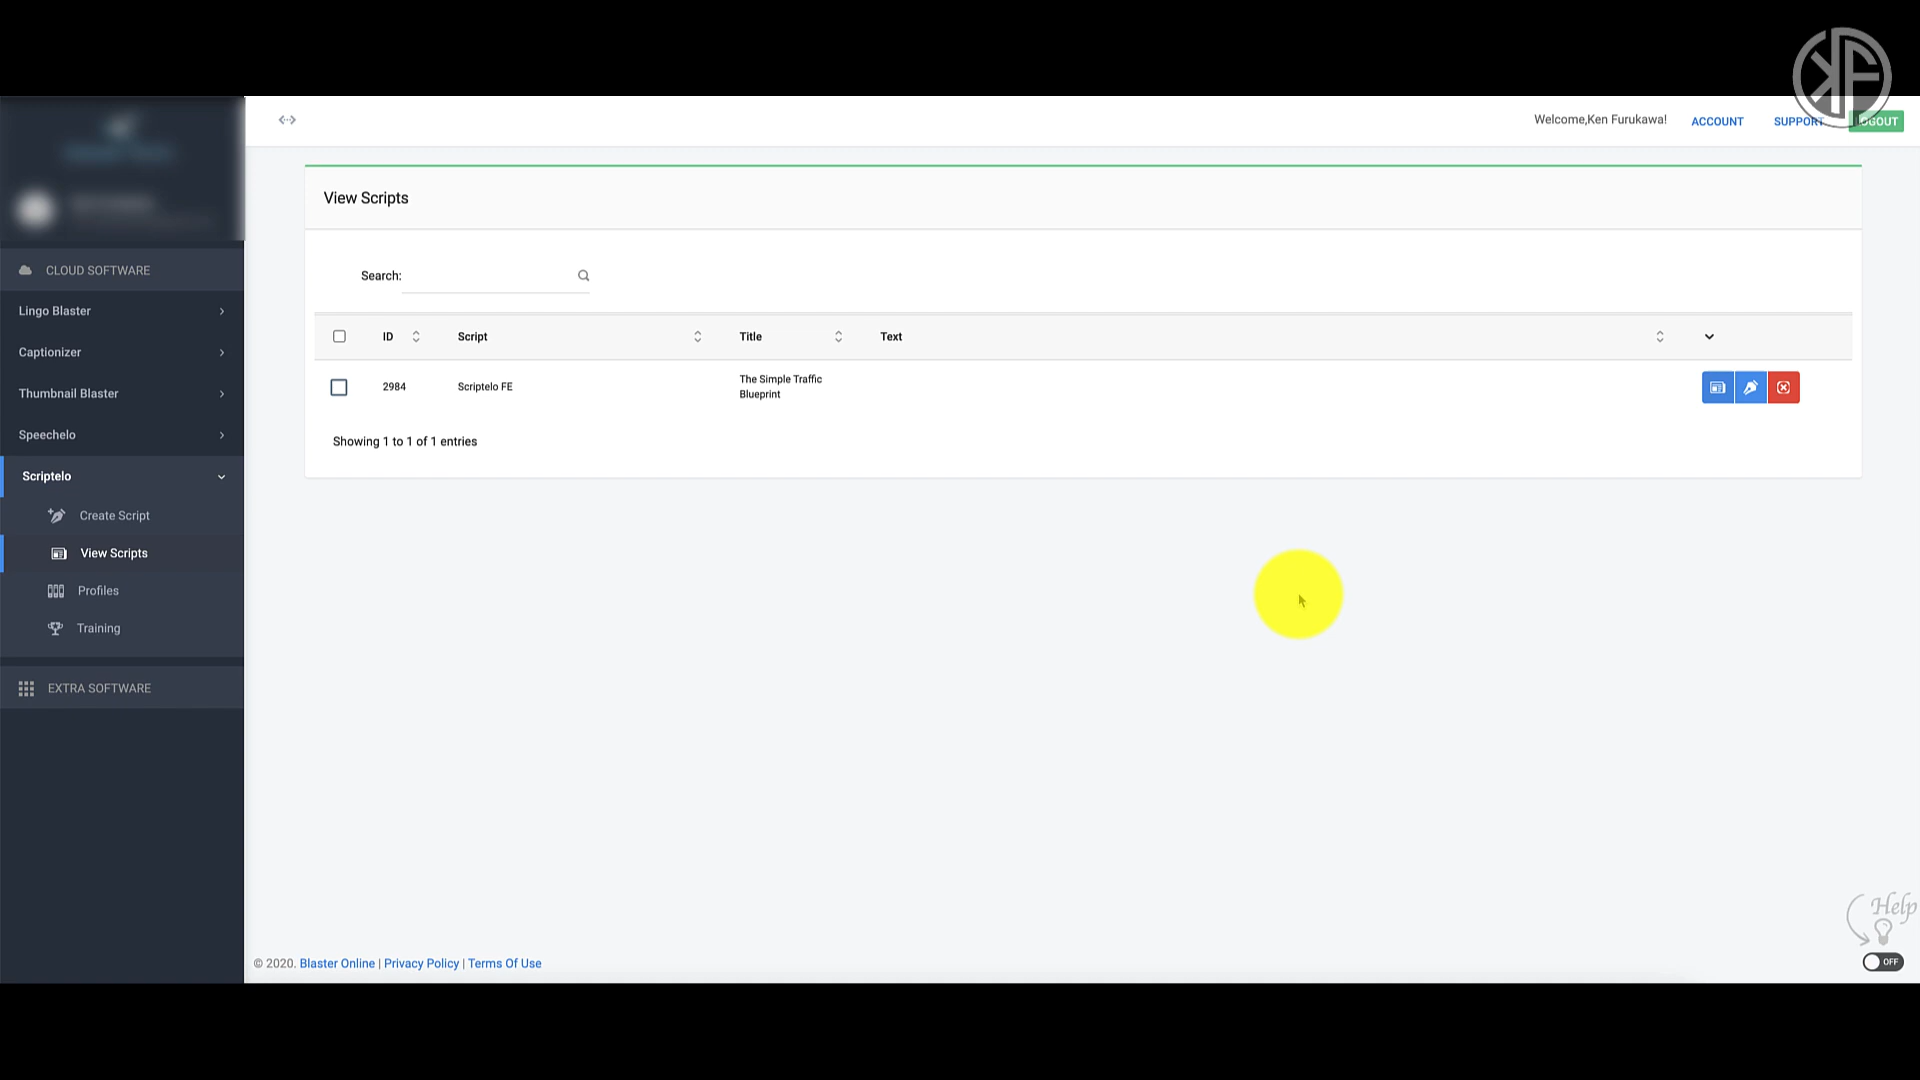 KF
Welcome,Ken Furukawa!
ACCOUNT
SUPPORT
LOGOUT
View Scripts
CLOUD SOFTWARE
Search:
Lingo Blaster
ID
Script
Title
Text
Captionizer
2984
Scriptelo FE
The Simple Traffic
Blueprint
Thumbnail Blaster
Speechelo
Showing 1 to 1 of 1 entries
Scriptelo
Create Script
View Scripts
Profiles
Training
EXTRA SOFTWARE
Help
OFF
© 2020. Blaster Online | Privacy Policy | Terms Of Use